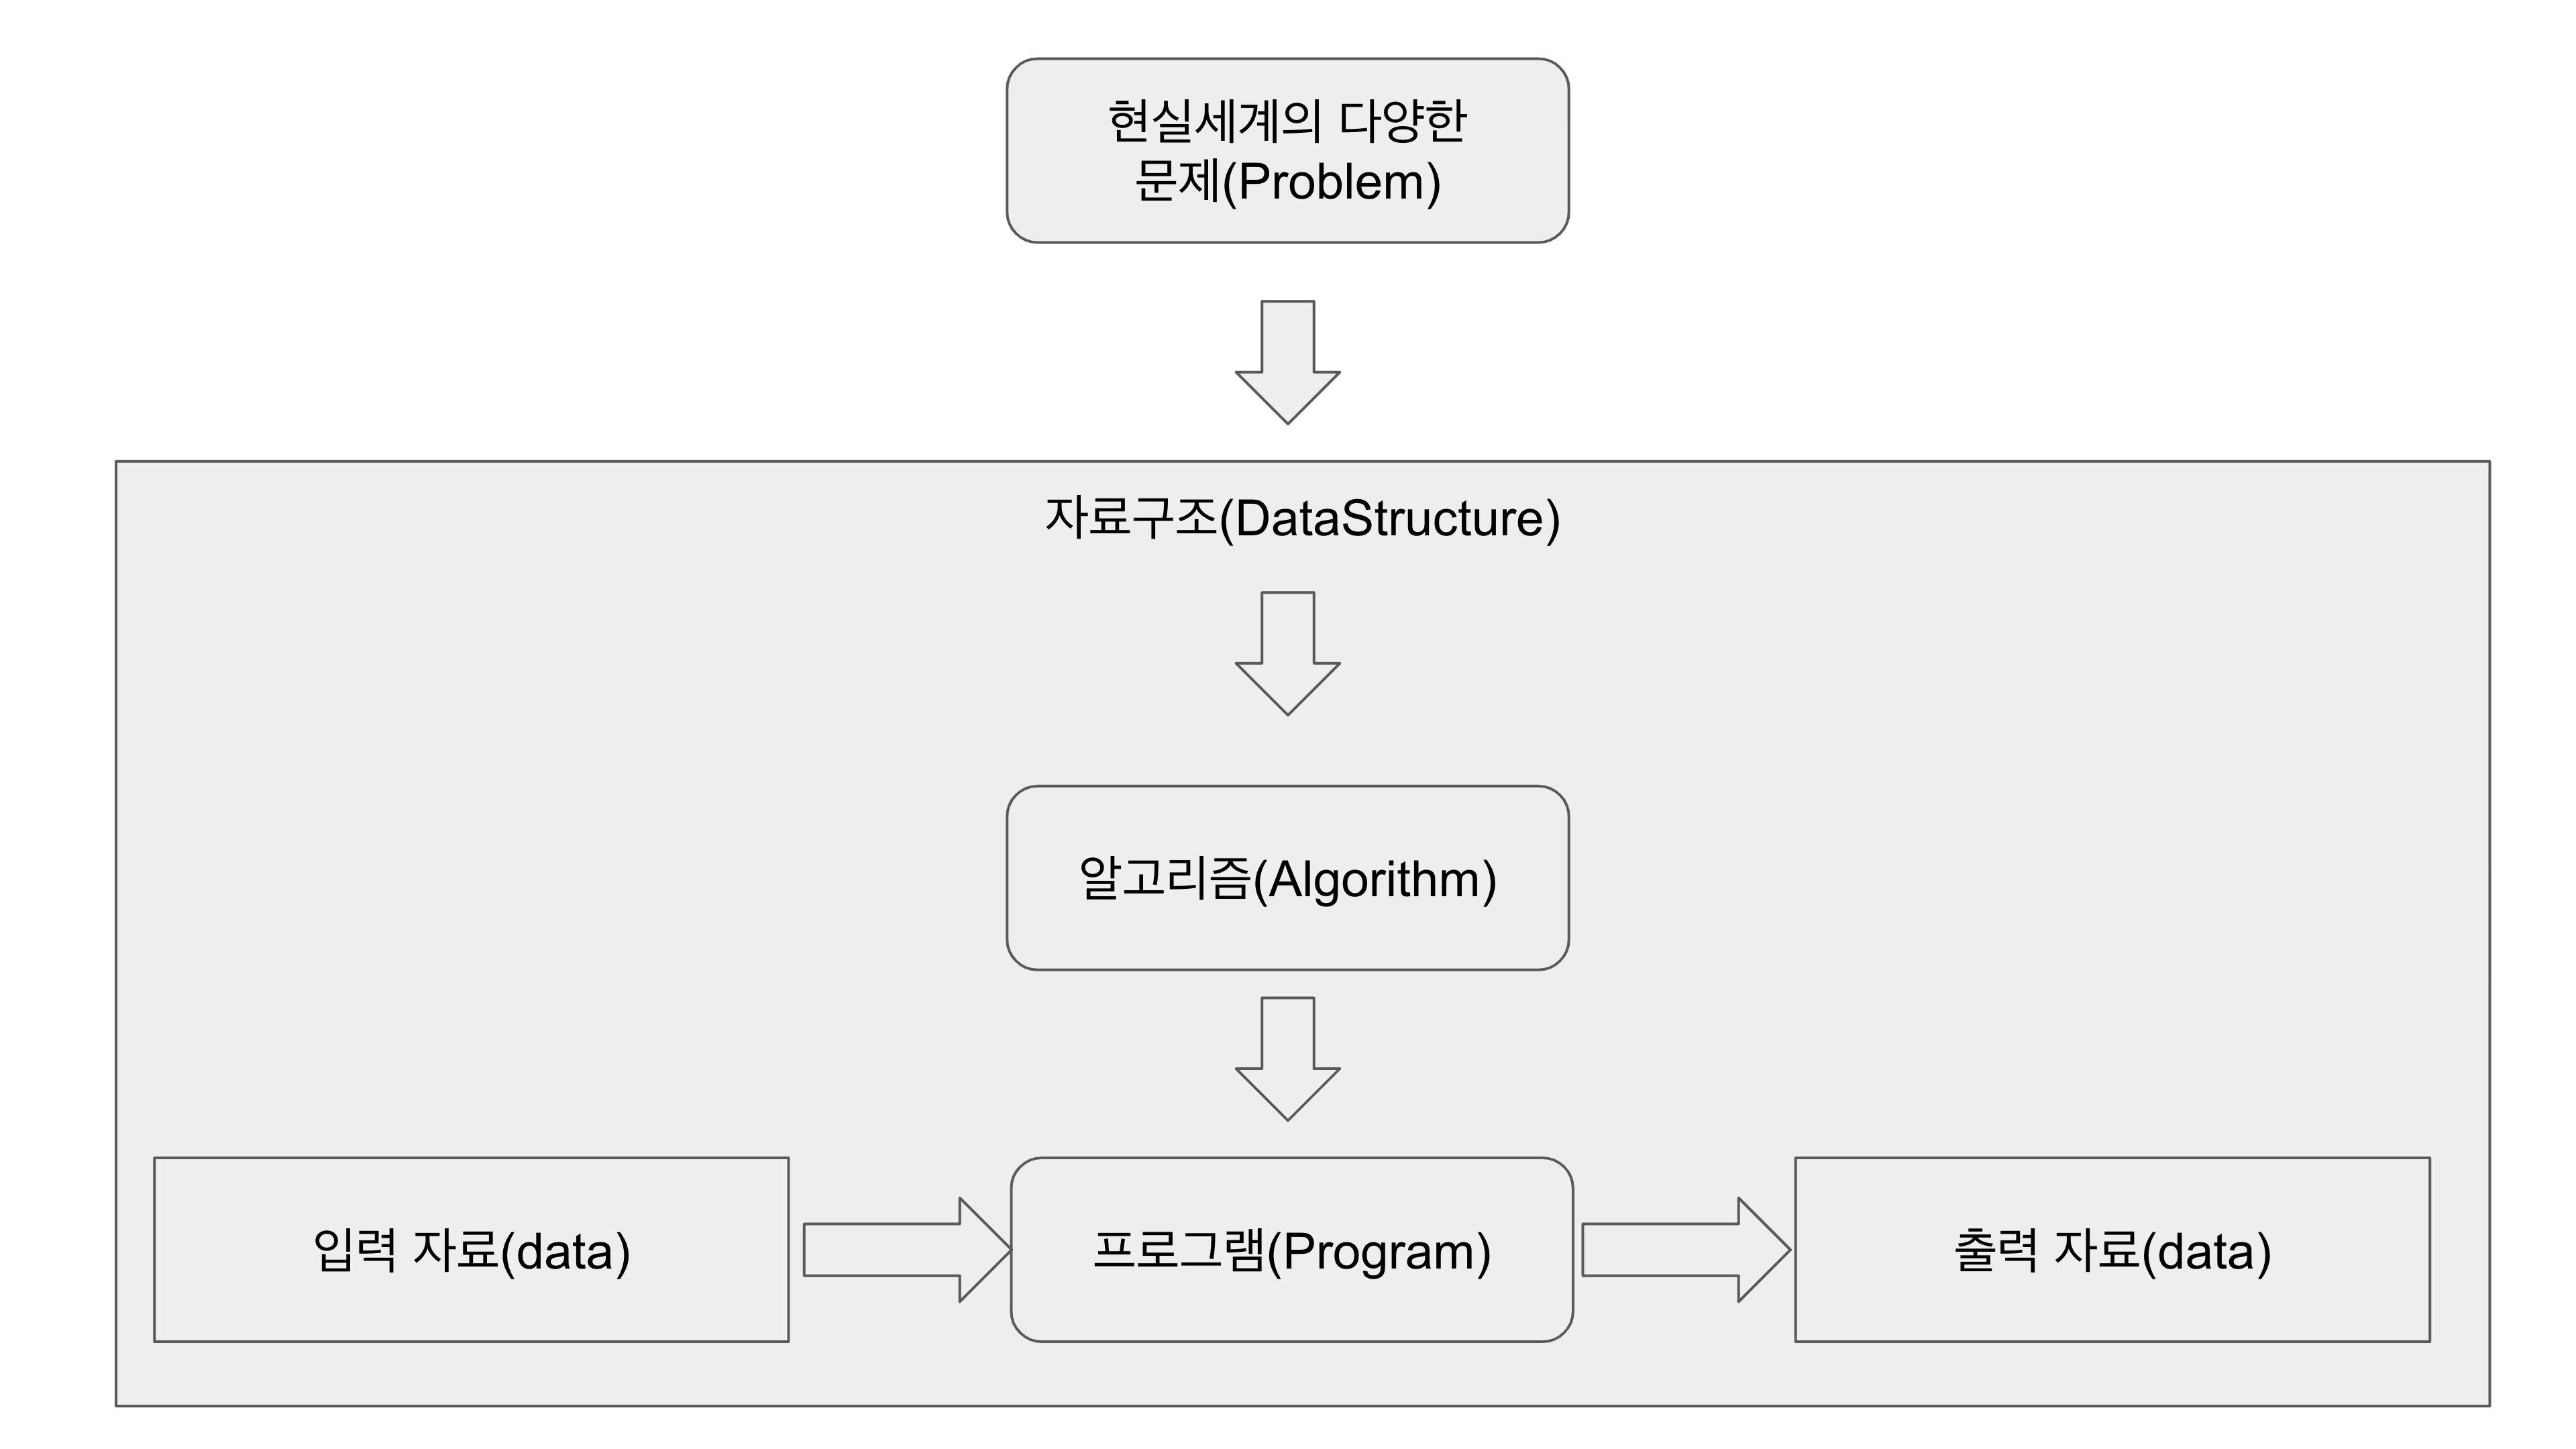 현실세계의 다양한
문제(Problem)
자료구조(DataStructure)
알고리즘(Algorithm)
입력 자료(data)
프로그램(Program)
출력 자료(data)